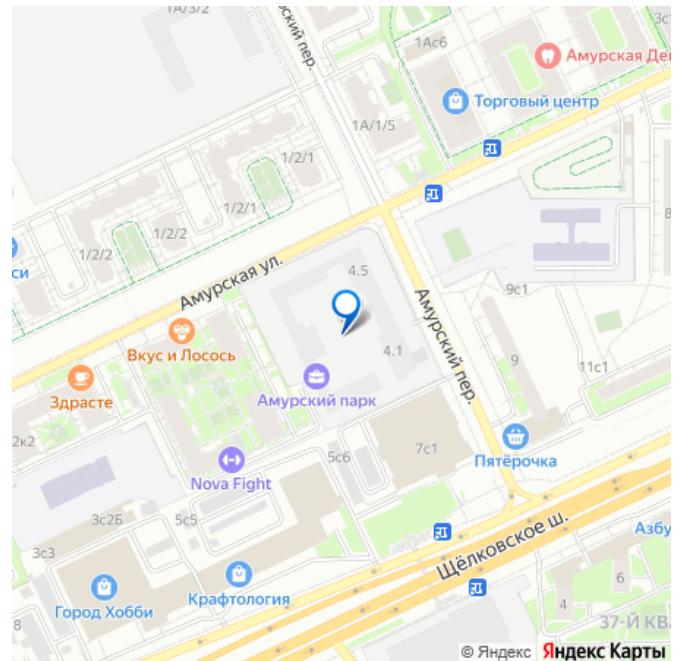 1А/3/2
ский пер.
1Ас6
3с
Амурская Де
Торговый центр
1А/1/5
1/2/1
1/2/1
1/2/2
1/2/2
си
8
Амурская ул.
4.5
9с1
Амурский пер.
Вкус и Лосось
4.1
9
11с1
Здрасте
Амурский парк
2к2
5с6
7с1
Пятёрочка
Nova Fight
3с2Б
5с5
Щёлковское ш.
Азбу
3с3
Город Хобби
Крафтология
6
4
8
37-Й КВА
© Яндекс Яндекс Карты